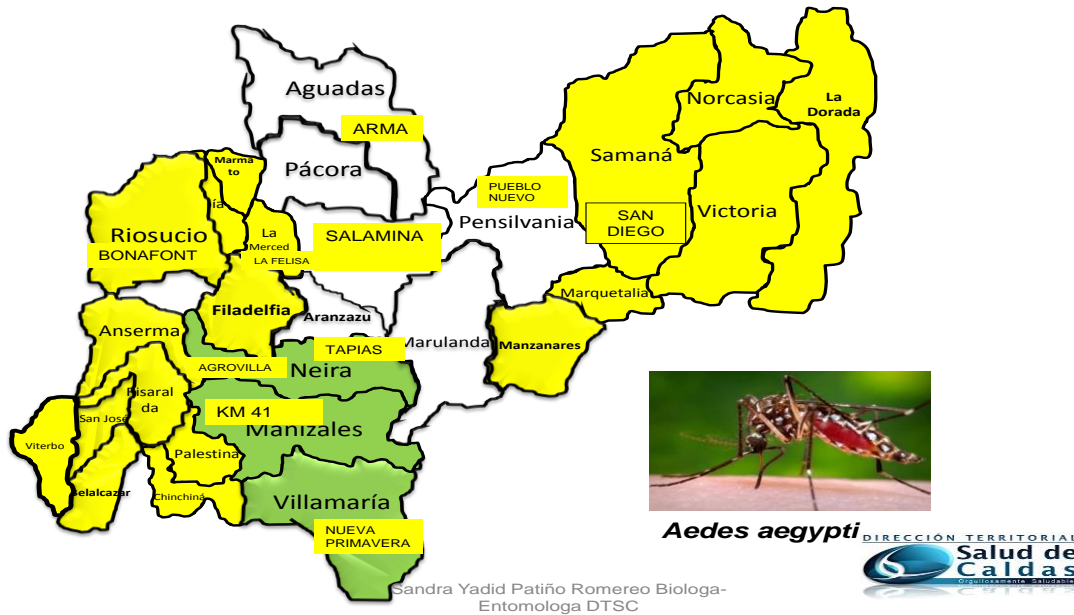 Aguadas
ARMA
Pácora
Marma
to
ía
Riosucio
BONAFONT
La
Merced
LA FELISA
SALAMINA
PUEBLO
NUEVO
Pensilvania
Samaná
SAN
DIEGO
Norcasia
La
Dorada
Victoria
Marquetalia
Manzanares
Marulanda
Aranzazu
Filadelfia
Anserma
TAPIAS
AGROVILLA
Neira
Risaral
da
San José
KM 41
Manizales
Viterbo
Palestina
Belalcazar
Chinchiná
Villamaría
NUEVA
PRIMAVERA
Aedes aegypti
DIRECCIÓN TERRITORIAL
Salud de
Caldas
Orgullosamente Saludable
Sandra Yadid Patiño Romereo Biologa-
Entomologa DTSC